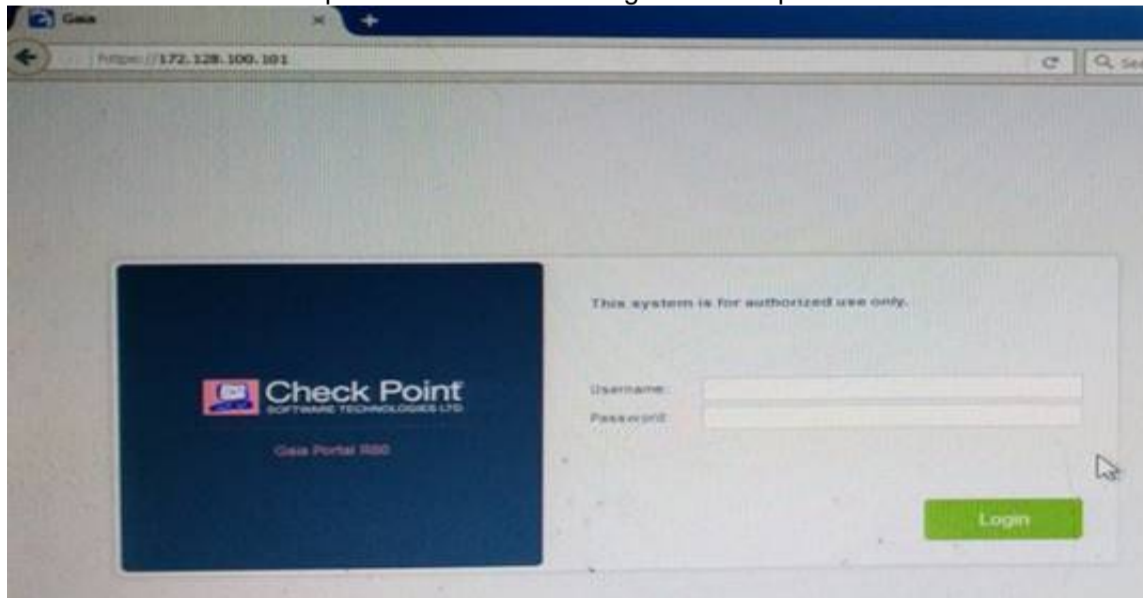 Gaia
https://172.128.100.101
This system is for authorized use only.
Check Point
SOFTWARE TECHNOLOGIES LTD.
Gaia Portal R80
Username:
Password:
Login